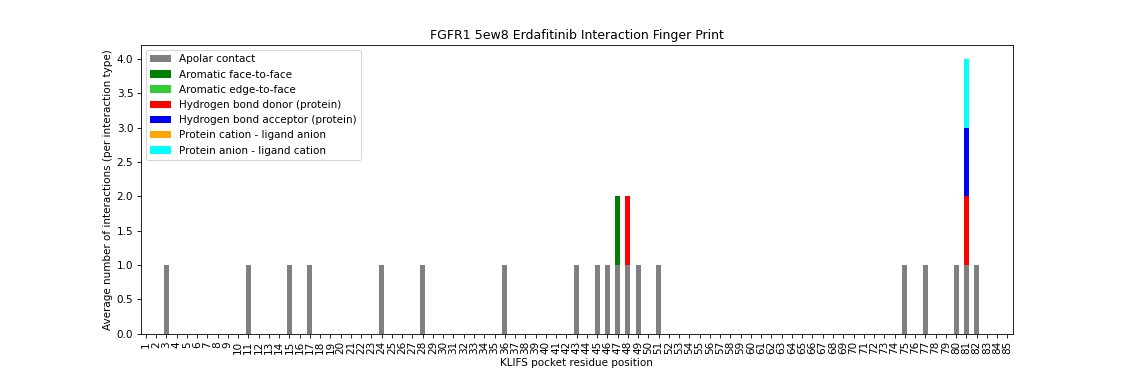 FGFR1 5ew8 Erdafitinib Interaction Finger Print
Average number of interactions (per interaction type)
4.0
3.5
3.0
2.5
2.0
1.5
1.0
0.5
0.0
Apolar contact
Aromatic face-to-face
Aromatic edge-to-face
Hydrogen bond donor (protein)
Hydrogen bond acceptor (protein)
Protein cation - ligand anion
Protein anion - ligand cation
1 2 3 4 5 6 7 8 9 10 11 12 13 14 15 16 17 18 19 20 21 22 23 24 25 26 27 28 29 30 31 32 33 34 35 36 37 38 39 40 41 42 43 44 45 46 47 48 49 50 51 52 53 54 55 56 57 58 59 60 61 62 63 64 65 66 67 68 69 70 71 72 73 74 75 76 77 78 79 80 81 82 83 84 85
KLIFS pocket residue position